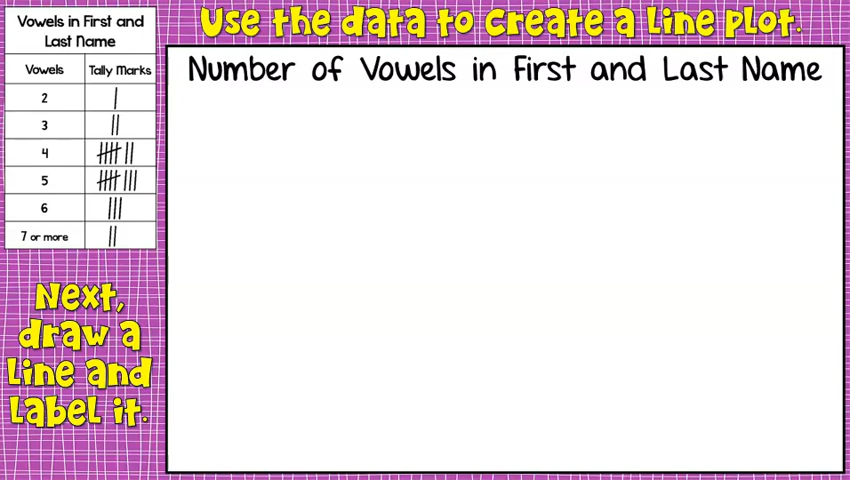 Vowels in First and
Last Name
Vowels Tally Marks
2
3
4
5
6
7 or more
Use the data to create a line plot.
Number of Vowels in First and Last Name
Next,
draw a
line and
label it.